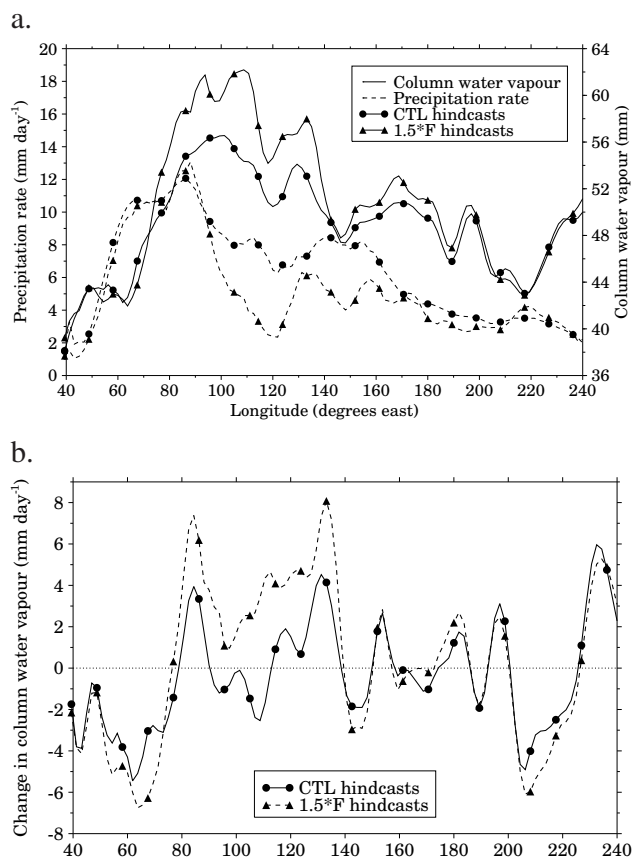 a.
Precipitation rate (mm day-1)
20
18
16
14
12
10
8
6
4
2
0
Column water vapour
Precipitation rate
CTL hindcasts
1.5*F hindcasts
64
60
56
52
48
44
40
36
Column water vapour (mm)
40 60 80 100 120 140 160 180 200 220 240
Longitude (degrees east)
b.
Change in column water vapour (mm day-1)
8
6
4
2
0
-2
-4
-6
-8
CTL hindcasts
1.5*F hindcasts
40 60 80 100 120 140 160 180 200 220 240